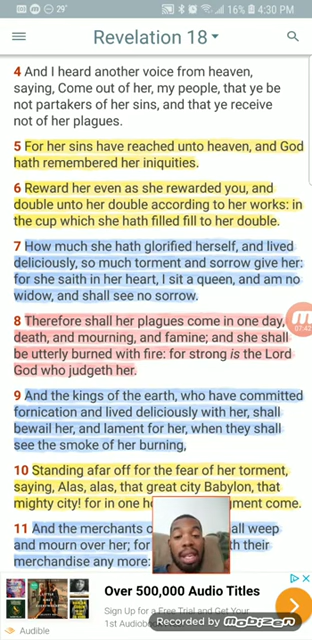 29° 16% 4:30 PM
Revelation 18
4 And I heard another voice from heaven,
saying, Come out of her, my people, that ye be
not partakers of her sins, and that ye receive
not of her plagues.
5 For her sins have reached unto heaven, and God
hath remembered her iniquities.
6 Reward her even as she rewarded you, and
double unto her double according to her works: in
the cup which she hath filled fill to her double.
7 How much she hath glorified herself, and lived
deliciously, so much torment and sorrow give her:
for she saith in her heart, I sit a queen, and am no
widow, and shall see no sorrow.
8 Therefore shall her plagues come in one day,
death, and mourning, and famine; and she shall
be utterly burned with fire: for strong is the Lord
God who judgeth her.
07:42
9 And the kings of the earth, who have committed
fornication and lived deliciously with her, shall
bewail her, and lament for her, when they shall
see the smoke of her burning,
10 Standing afar off for the fear of her torment,
saying, Alas, alas, that great city Babylon, that
mighty city! for in one come.
11 And the merchants all weep
and mourn over her; for their
merchandise any more:
Over 500,000 Audio Titles
Sign Up for a Free Trial and Get Your
1st
Audible
Recorded by Mobizen